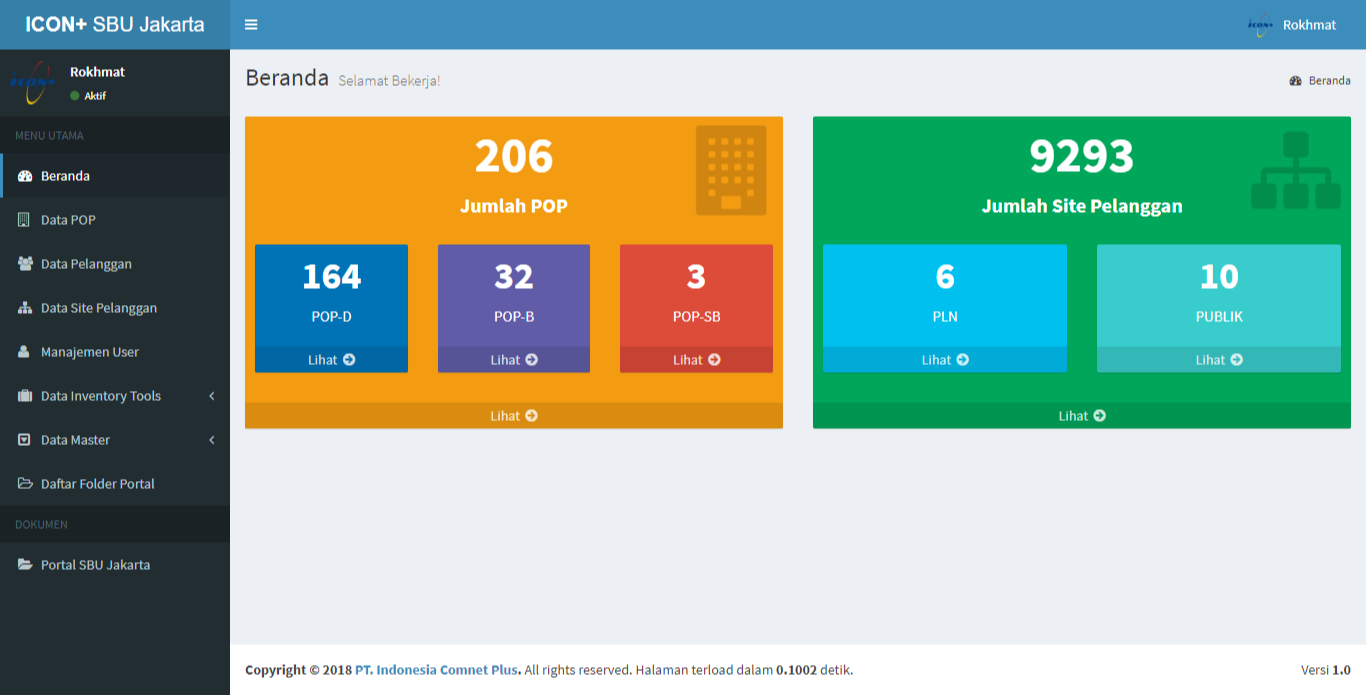 ICON+ SBU Jakarta
Rokhmat
Rokhmat
Aktif
MENU UTAMA
Beranda
Data POP
Data Pelanggan
Data Site Pelanggan
Manajemen User
Data Inventory Tools
Data Master
Daftar Folder Portal
DOKUMEN
Portal SBU Jakarta
Beranda Selamat Bekerja!
Beranda
206
Jumlah POP
164
POP-D
Lihat
32
POP-B
Lihat
3
POP-SB
Lihat
Lihat
9293
Jumlah Site Pelanggan
6
PLN
Lihat
10
PUBLIK
Lihat
Lihat
Copyright © 2018 PT. Indonesia Comnet Plus. All rights reserved. Halaman terload dalam 0.1002 detik.
Versi 1.0